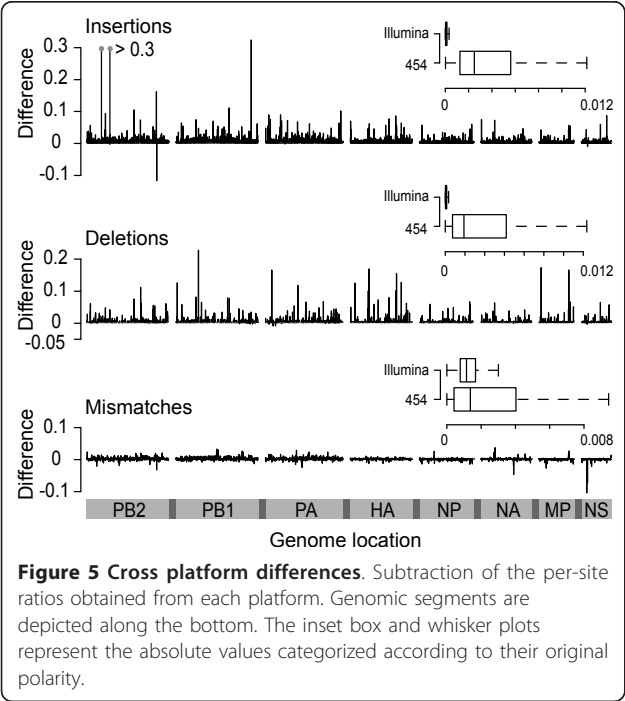 Insertions
> 0.3
Difference
0.3
0.2
0.1
0
-0.1
Illumina
454
0
0.012
Deletions
Difference
0.2
0.1
0
-0.05
Illumina
454
0
0.012
Mismatches
Difference
0.1
0
-0.1
Illumina
454
0
0.008
PB2 PB1 PA HA NP NA MP NS
Genome location
Figure 5 Cross platform differences. Subtraction of the per-site
ratios obtained from each platform. Genomic segments are
depicted along the bottom. The inset box and whisker plots
represent the absolute values categorized according to their original
polarity.